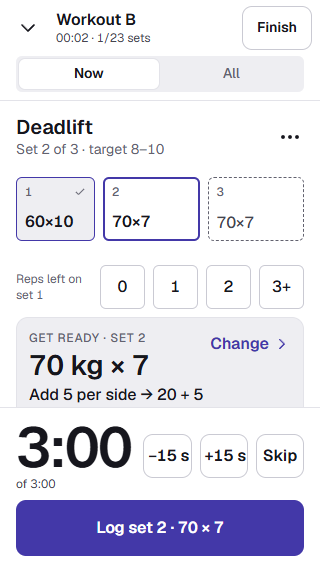 Workout B
00:02 · 1/23 sets
Finish
Now
All
Deadlift
Set 2 of 3 · target 8–10
1
60×10
2
70×7
3
70×7
Reps left on
set 1
0
1
2
3+
GET READY · SET 2
Change
70 kg × 7
Add 5 per side → 20 + 5
3:00
of 3:00
−15 s
+15 s
Skip
Log set 2 · 70 × 7